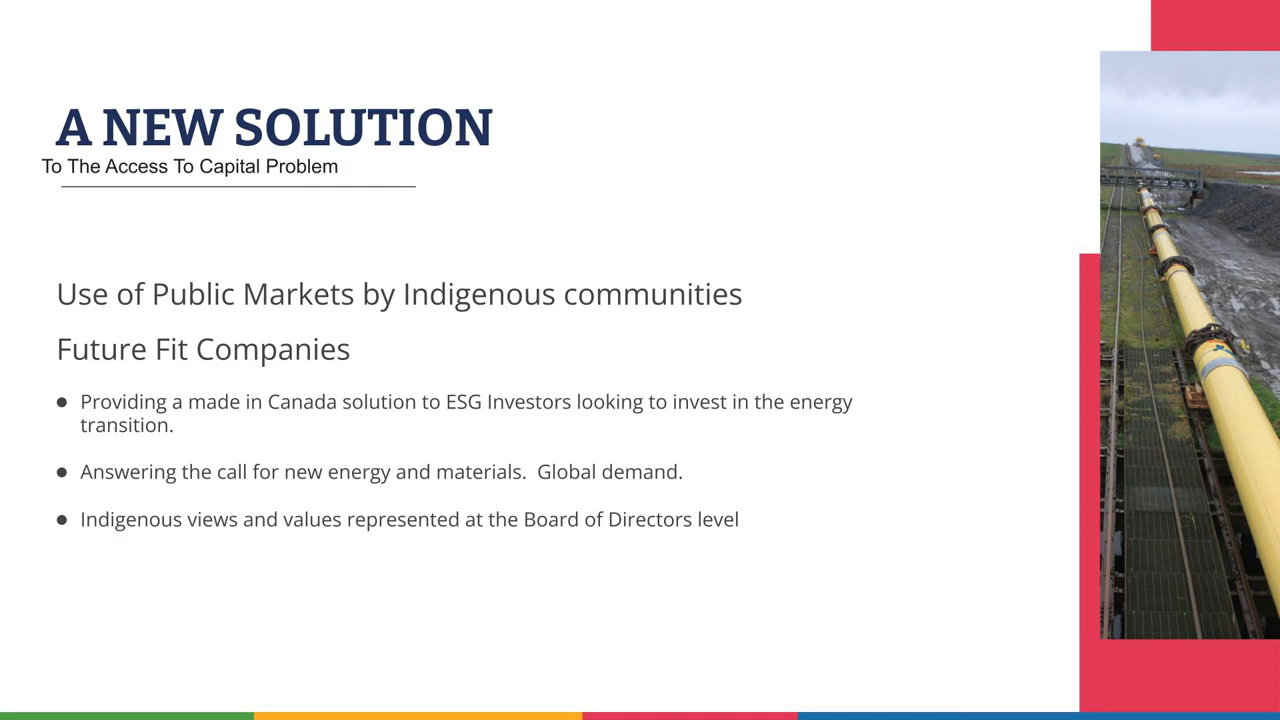 A NEW SOLUTION
To The Access To Capital Problem
Use of Public Markets by Indigenous communities
Future Fit Companies
● Providing a made in Canada solution to ESG Investors looking to invest in the energy
transition.
● Answering the call for new energy and materials.  Global demand.
● Indigenous views and values represented at the Board of Directors level